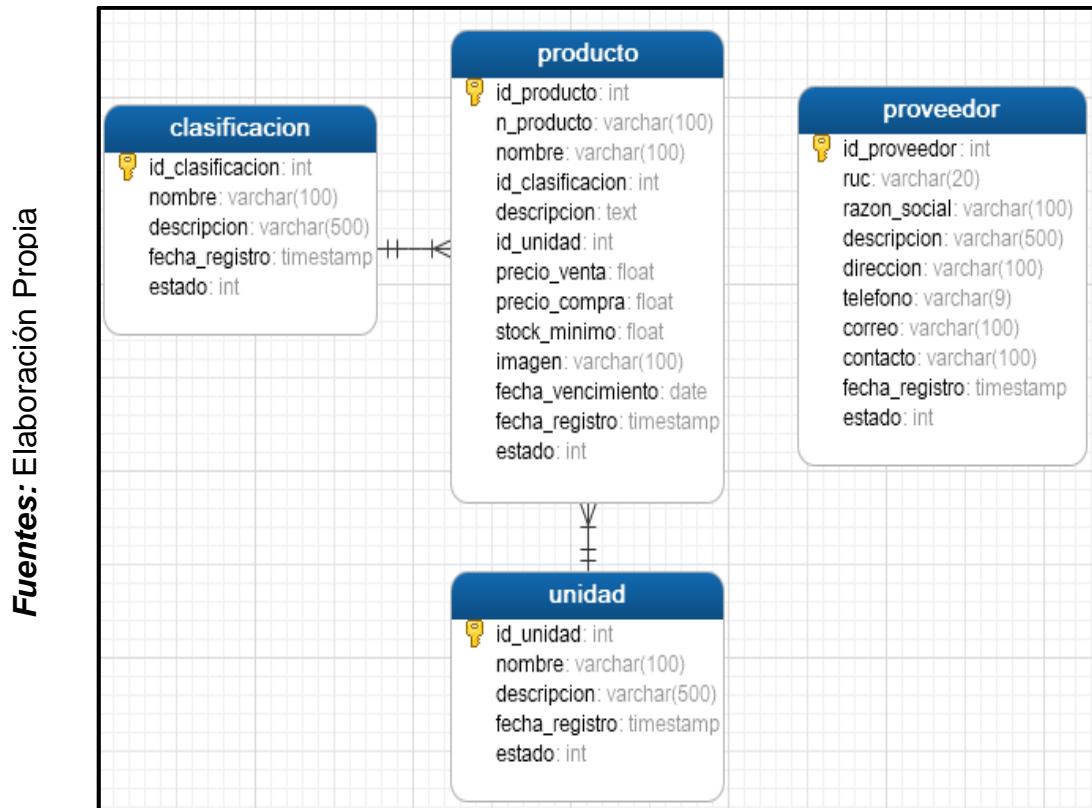 Fuentes: Elaboración Propia
clasificacion
id_clasificacion: int
nombre: varchar(100)
descripcion: varchar(500)
fecha_registro: timestamp
estado: int
producto
id_producto: int
n_producto: varchar(100)
nombre: varchar(100)
id_clasificacion: int
descripcion: text
id_unidad: int
precio_venta: float
precio_compra: float
stock_minimo: float
imagen: varchar(100)
fecha_vencimiento: date
fecha_registro: timestamp
estado: int
proveedor
id_proveedor: int
ruc: varchar(20)
razon_social: varchar(100)
descripcion: varchar(500)
direccion: varchar(100)
telefono: varchar(9)
correo: varchar(100)
contacto: varchar(100)
fecha_registro: timestamp
estado: int
unidad
id_unidad: int
nombre: varchar(100)
descripcion: varchar(500)
fecha_registro: timestamp
estado: int